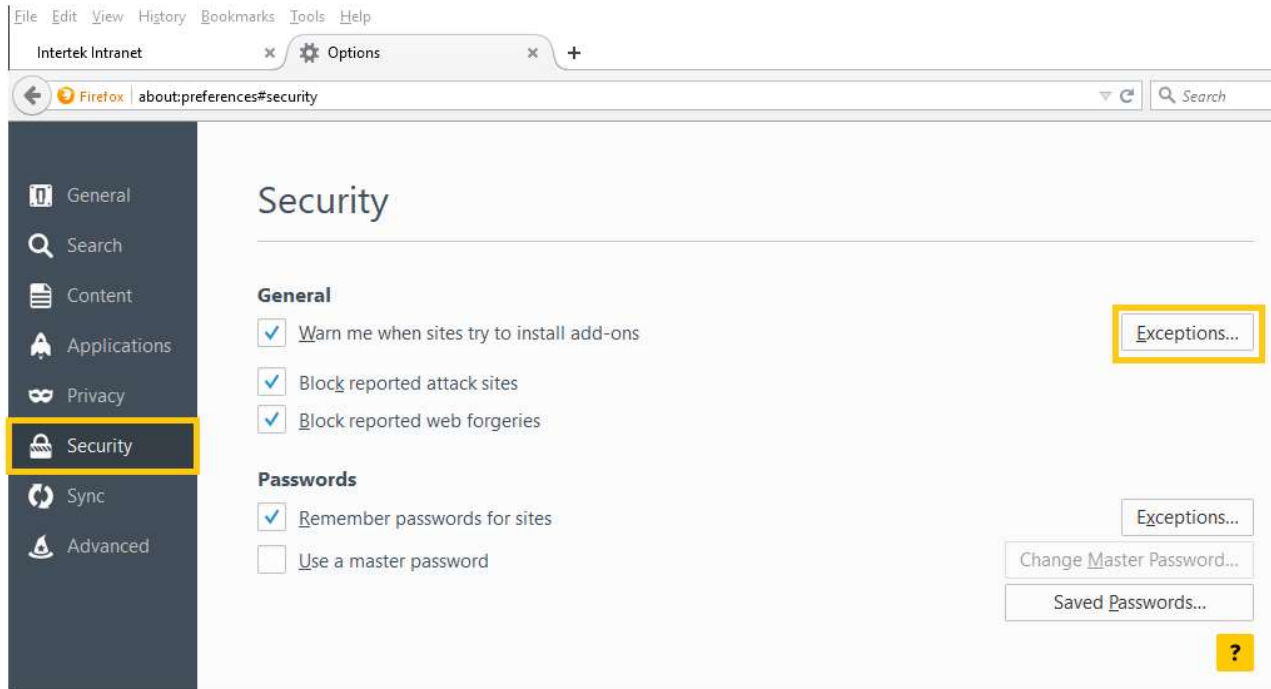 File Edit View History Bookmarks Tools Help
Intertek Intranet × Options × +
Firefox about:preferences#security Search
General
Search
Content
Applications
Privacy
Security
Sync
Advanced
Security
General
Warn me when sites try to install add-ons Exceptions...
Block reported attack sites
Block reported web forgeries
Passwords
Remember passwords for sites Exceptions...
Use a master password Change Master Password...
Saved Passwords...
?